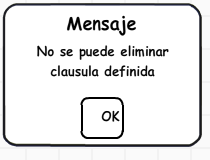 Mensaje
No se puede eliminar
clausula definida
OK